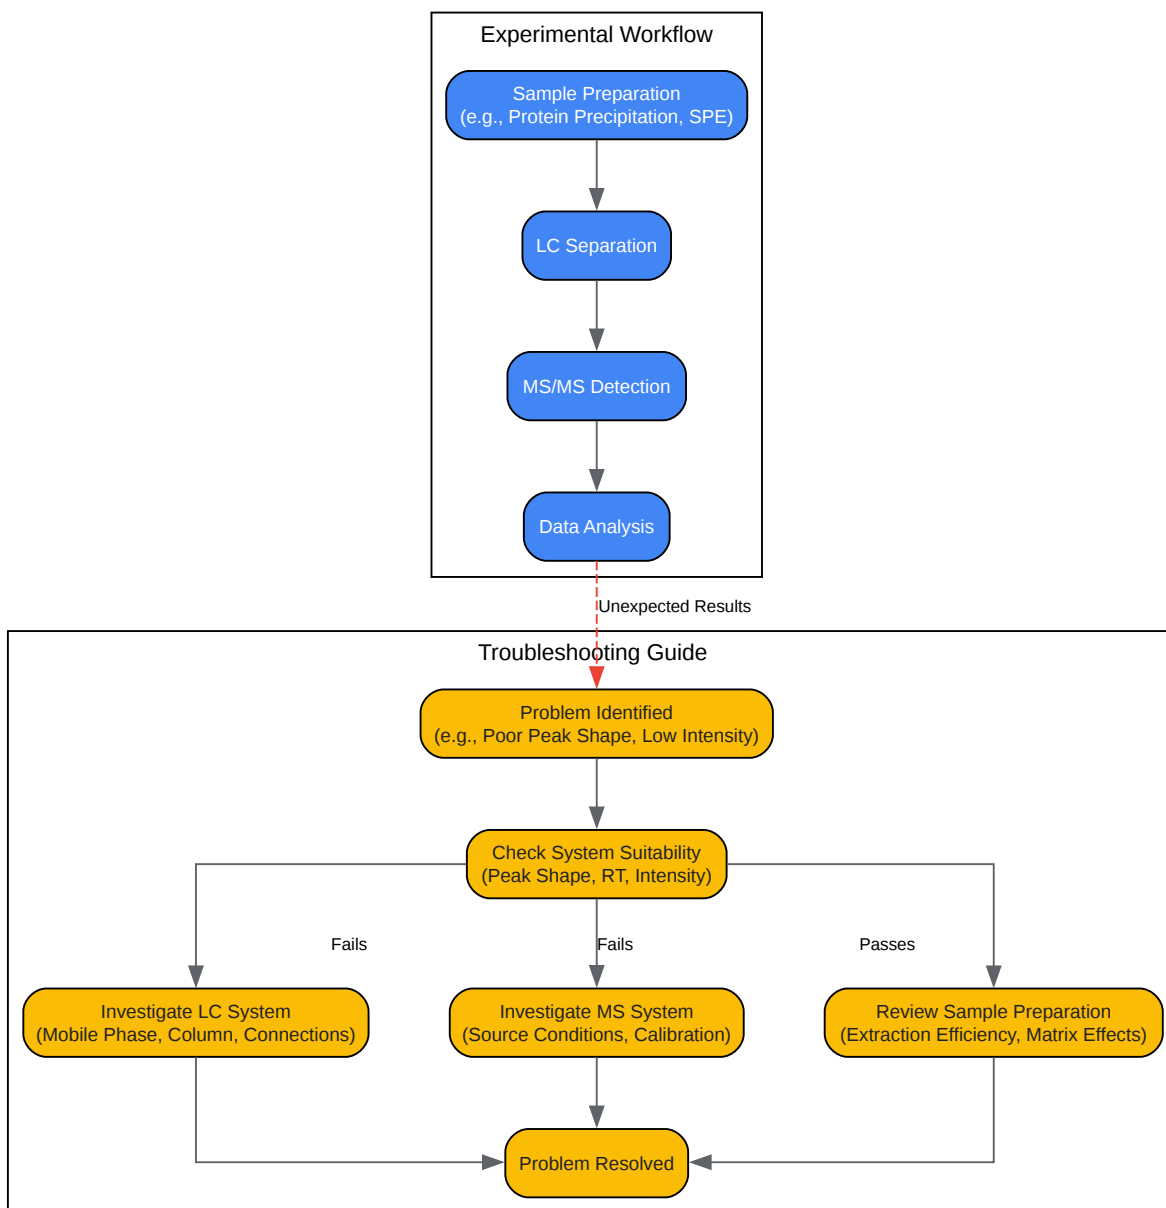 Experimental Workflow
Sample Preparation
(e.g., Protein Precipitation, SPE)
LC Separation
MS/MS Detection
Data Analysis
Unexpected Results
Troubleshooting Guide
Problem Identified
(e.g., Poor Peak Shape, Low Intensity)
Check System Suitability
(Peak Shape, RT, Intensity)
Fails
Fails
Passes
Investigate LC System
(Mobile Phase, Column, Connections)
Investigate MS System
(Source Conditions, Calibration)
Review Sample Preparation
(Extraction Efficiency, Matrix Effects)
Problem Resolved